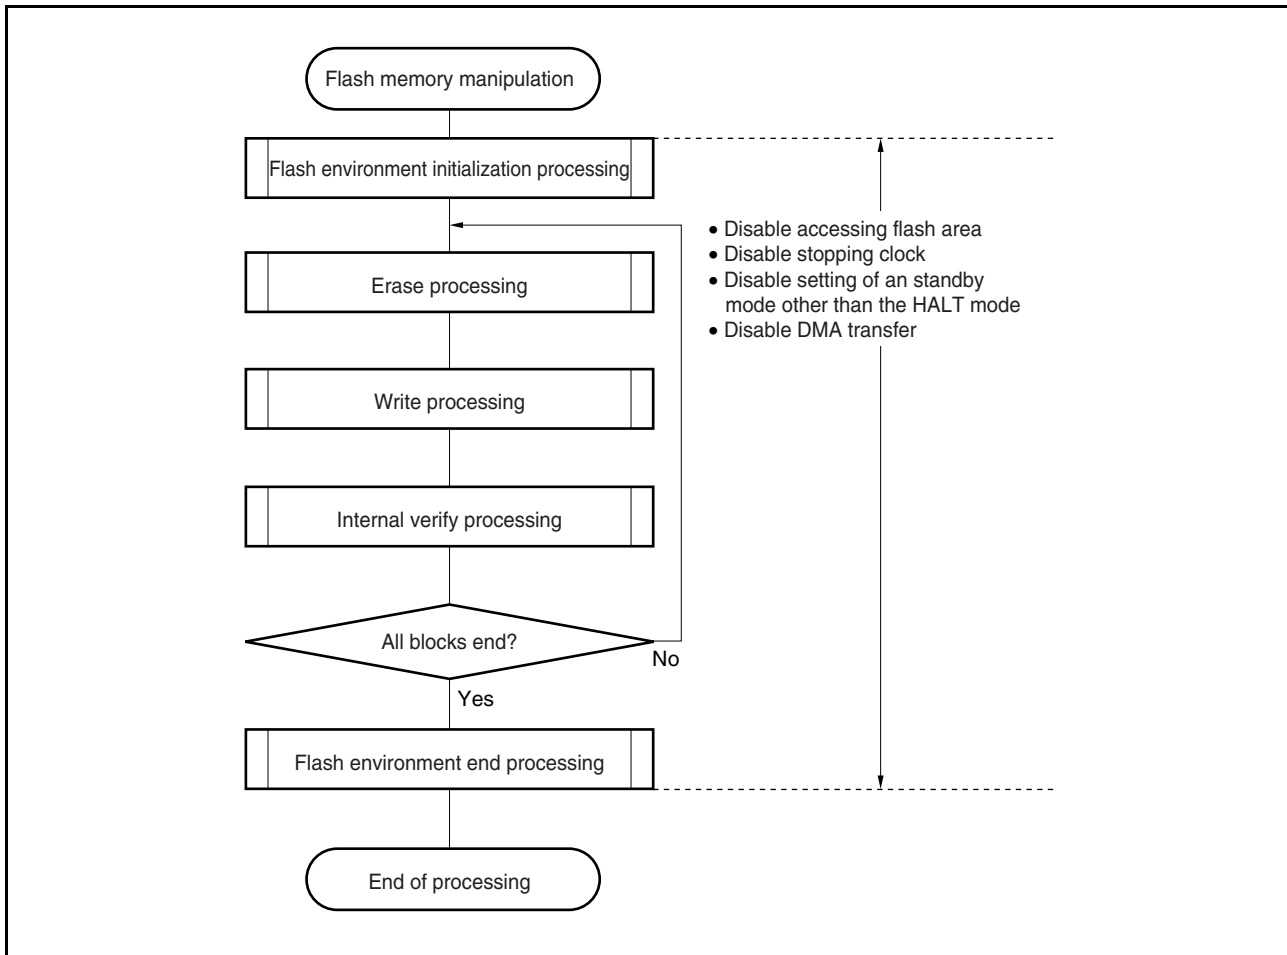 Flash memory manipulation
Flash environment initialization processing
• Disable accessing flash area
• Disable stopping clock
• Disable setting of an standby
mode other than the HALT mode
• Disable DMA transfer
Erase processing
Write processing
Internal verify processing
All blocks end?
No
Yes
Flash environment end processing
End of processing